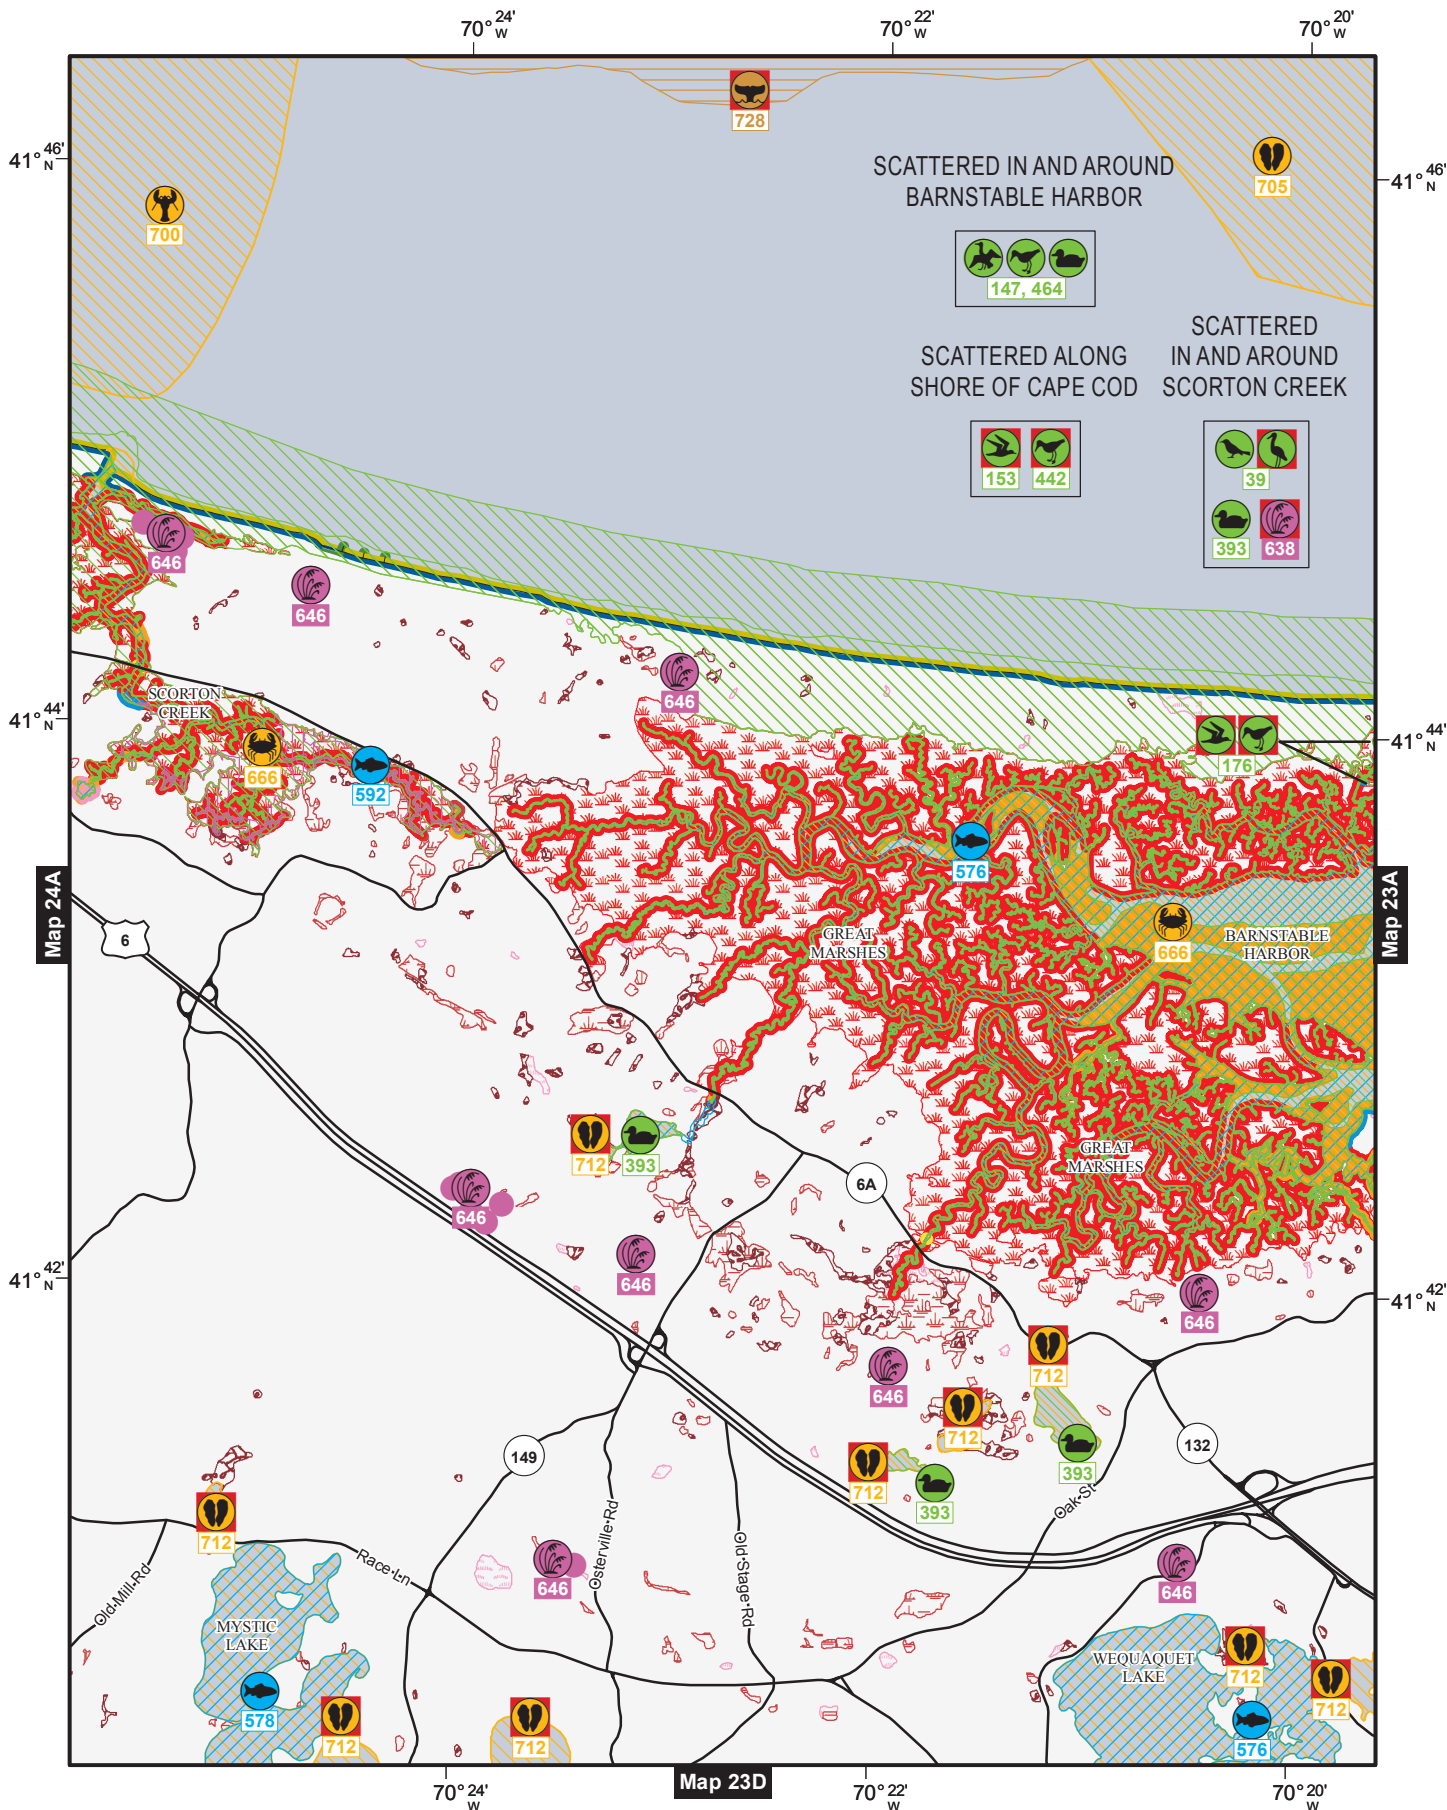 70° 24' W
70° 22' W
70° 20' W
41° 46' N
41° 46' N
728
705
700
SCATTERED IN AND AROUND
BARNSTABLE HARBOR
147, 464
SCATTERED ALONG
SHORE OF CAPE COD
153
442
SCATTERED
IN AND AROUND
SCORTON CREEK
39
393
638
646
646
646
SCORTON
CREEK
41° 44' N
41° 44' N
176
666
592
576
Map 24A
Map 23A
6
GREAT
MARSHES
666
BARNSTABLE
HARBOR
712
393
GREAT
MARSHES
6A
646
646
41° 42' N
41° 42' N
646
712
646
712
149
132
393
712
393
Oak St
712
Race Ln
Osterville Rd
Old Stage Rd
Old Mill Rd
646
646
MYSTIC
LAKE
WEQUAQUET
LAKE
712
712
578
712
712
576
Map 23D
70° 24' W
70° 22' W
70° 20' W